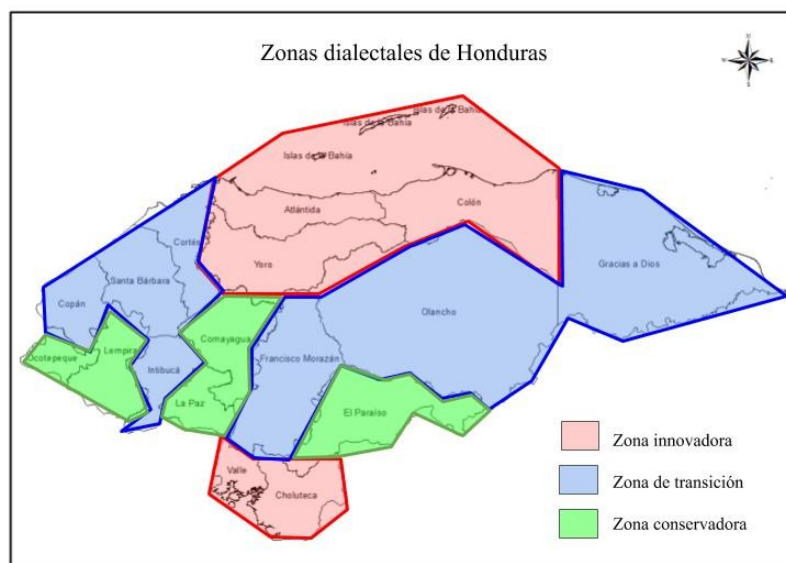 Zonas dialectales de Honduras
Islas de la Bahía
Islas de la Bahía
Islas de la Bahía
Atlántida
Colón
Cortés
Yoro
Gracias a Dios
Santa Bárbara
Copán
Olancho
Lempira
Comayagua
Ocotepeque
Francisco Morazán
Intibucá
La Paz
El Paraíso
Valle
Choluteca
Zona innovadora
Zona de transición
Zona conservadora